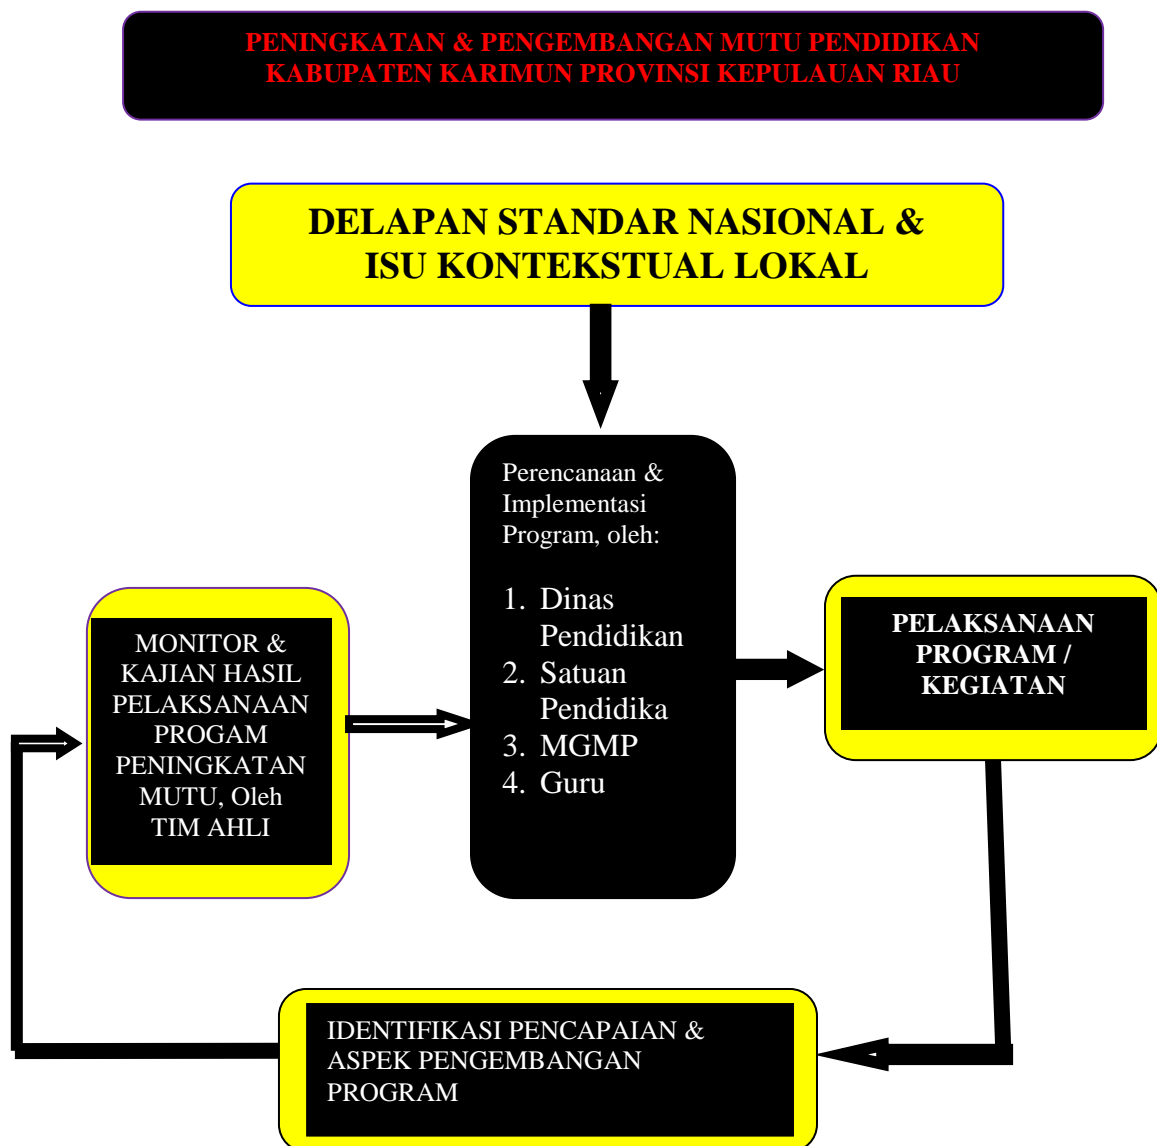 PENINGKATAN & PENGEMBANGAN MUTU PENDIDIKAN
KABUPATEN KARIMUN PROVINSI KEPULAUAN RIAU
DELAPAN STANDAR NASIONAL &
ISU KONTEKSTUAL LOKAL
Perencanaan &
Implementasi
Program, oleh:
1. Dinas
Pendidikan
2. Satuan
Pendidika
3. MGMP
4. Guru
MONITOR &
KAJIAN HASIL
PELAKSANAAN
PROGAM
PENINGKATAN
MUTU, Oleh
TIM AHLI
PELAKSANAAN
PROGRAM /
KEGIATAN
IDENTIFIKASI PENCAPAIAN &
ASPEK PENGEMBANGAN
PROGRAM